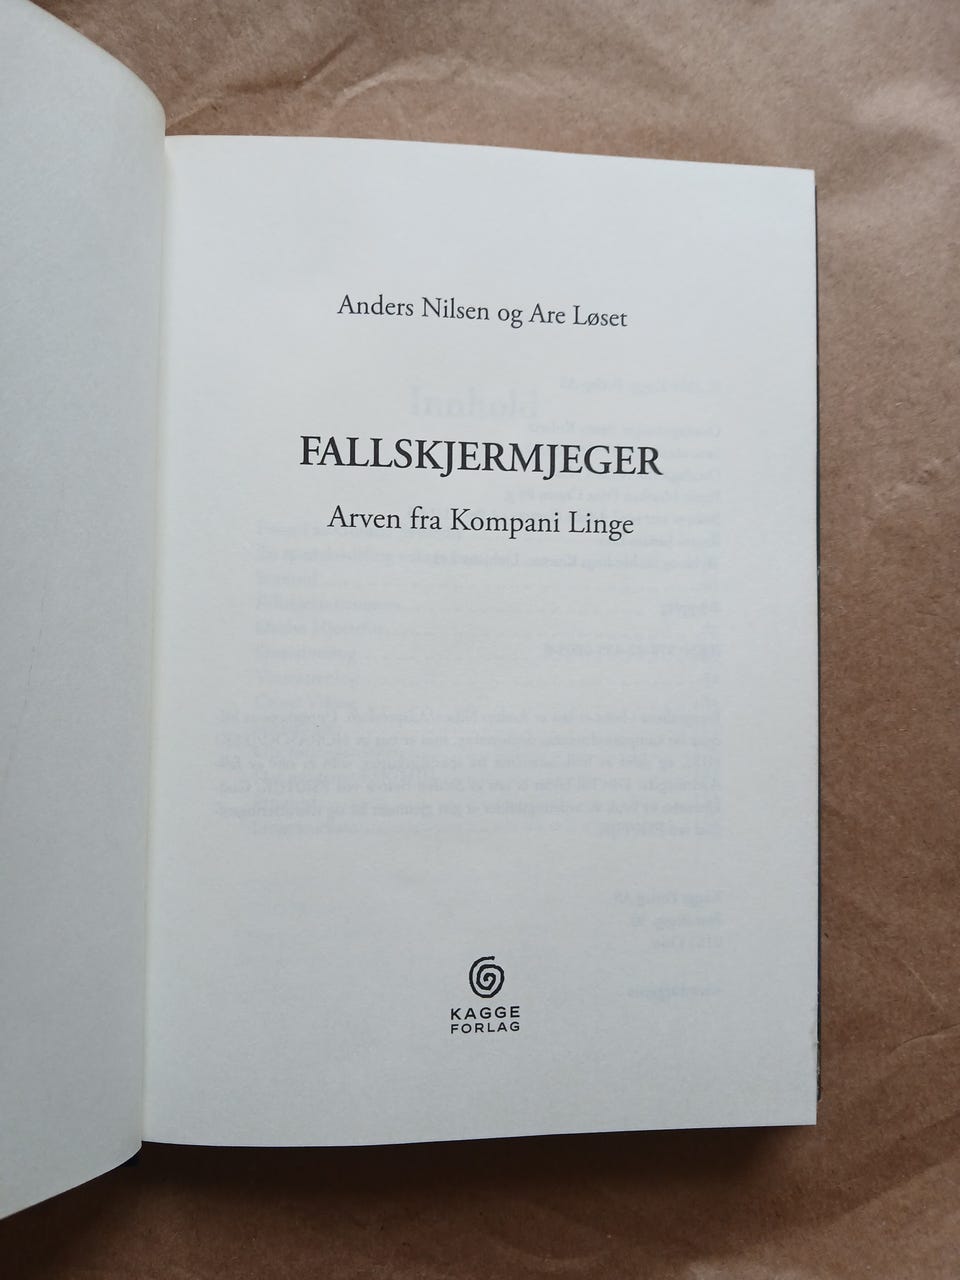 Anders Nilsen og Are Løset
FALLSKJERMJEGER
Arven fra Kompani Linge
KAGGE
FORLAG